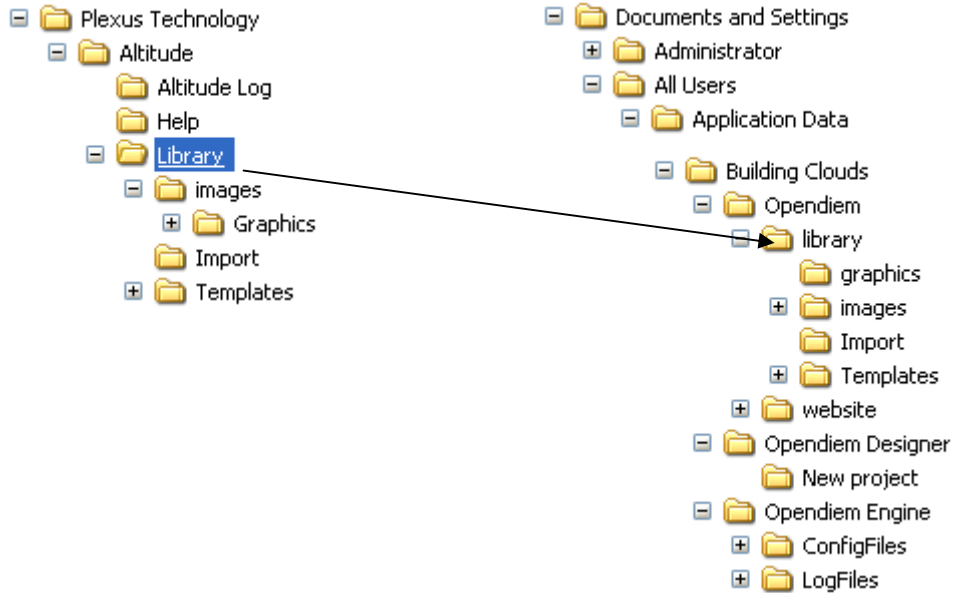 Plexus Technology
Altitude
Altitude Log
Help
Library
images
Graphics
Import
Templates
Documents and Settings
Administrator
All Users
Application Data
Building Clouds
Opendiem
library
graphics
images
Import
Templates
website
Opendiem Designer
New project
Opendiem Engine
ConfigFiles
LogFiles